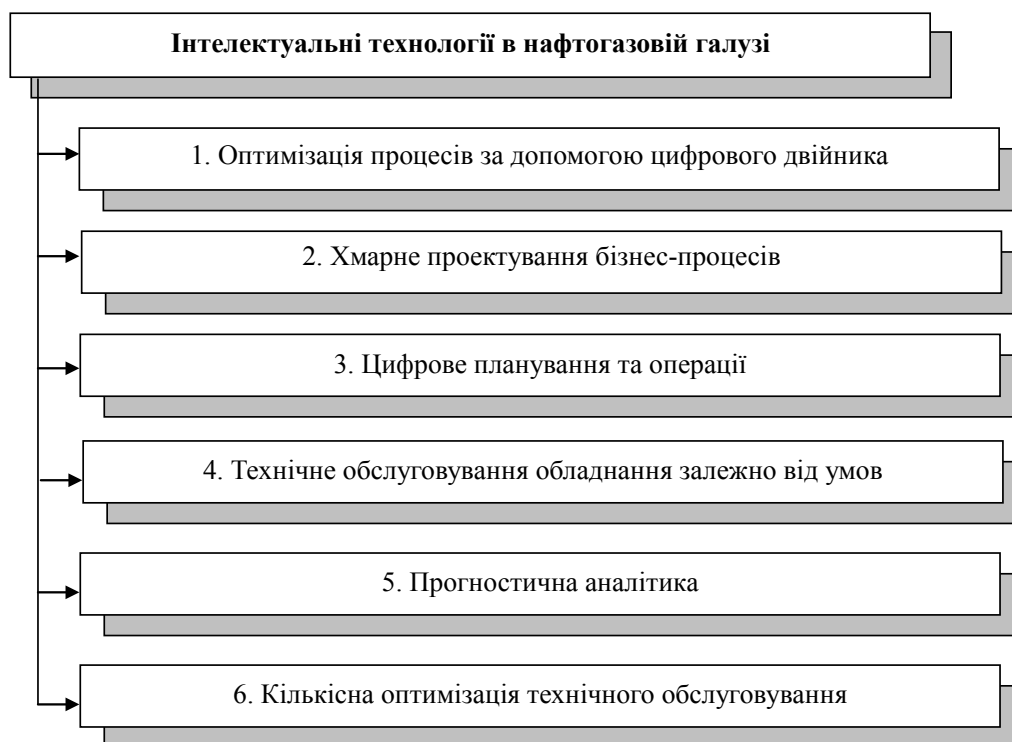 Інтелектуальні технології в нафтогазовій галузі
1. Оптимізація процесів за допомогою цифрового двійника
2. Хмарне проектування бізнес-процесів
3. Цифрове планування та операції
4. Технічне обслуговування обладнання залежно від умов
5. Прогностична аналітика
6. Кількісна оптимізація технічного обслуговування